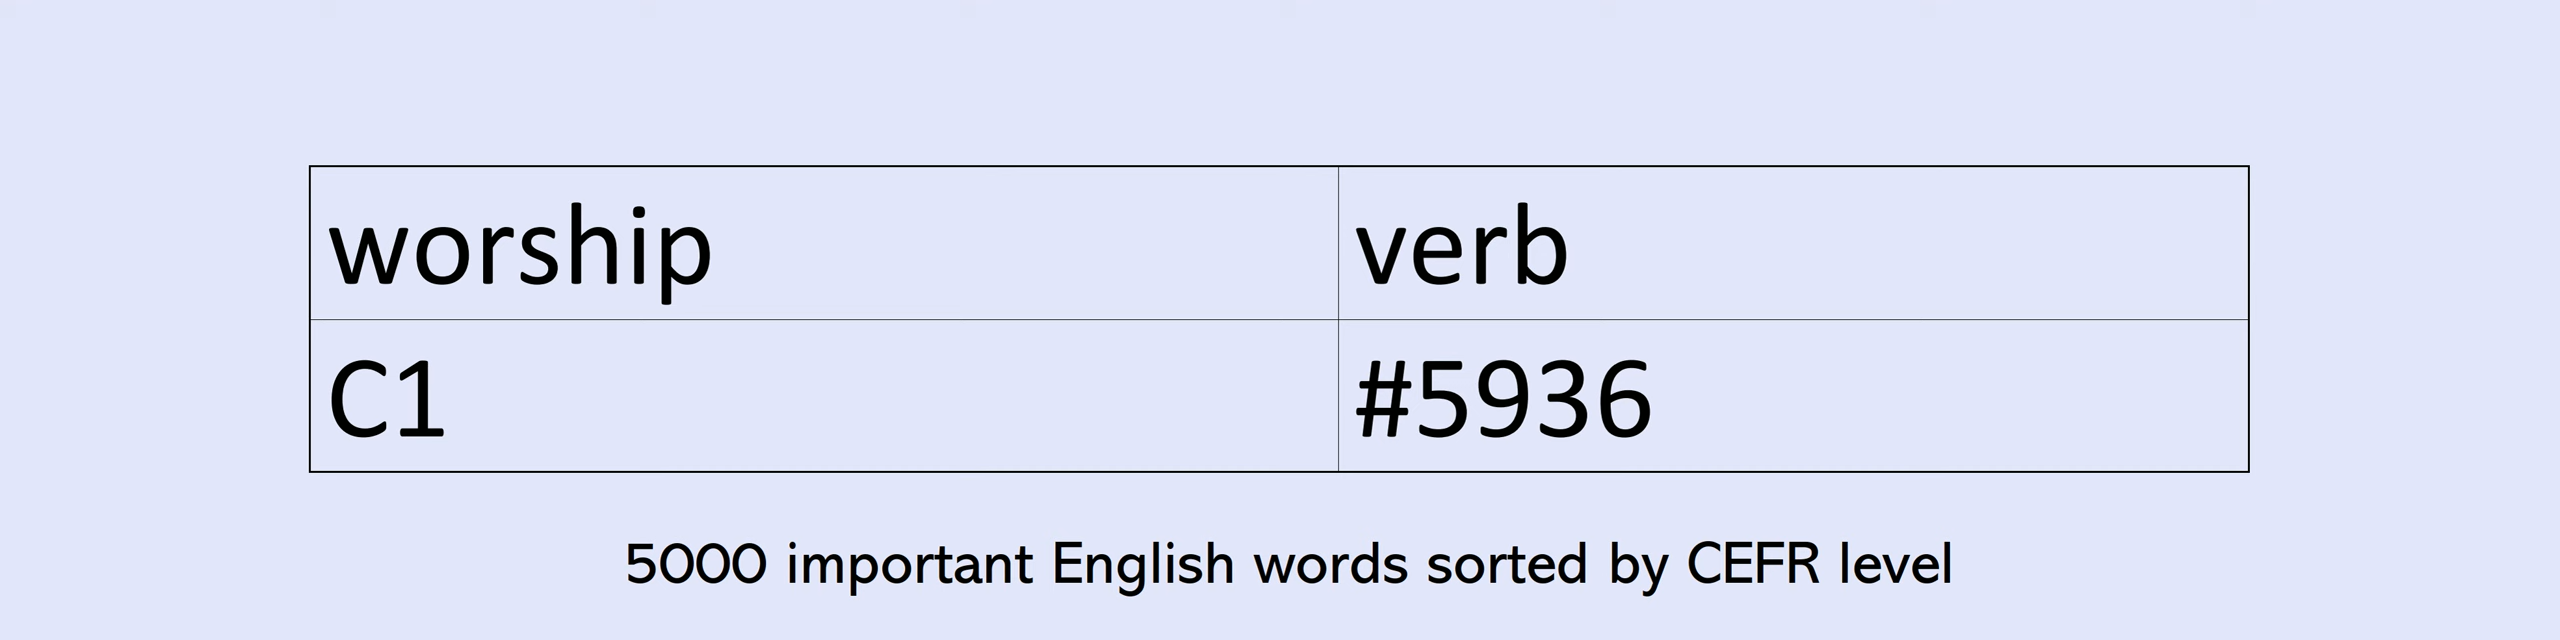 worship verb
C1 #5936
5000 important English words sorted by CEFR level